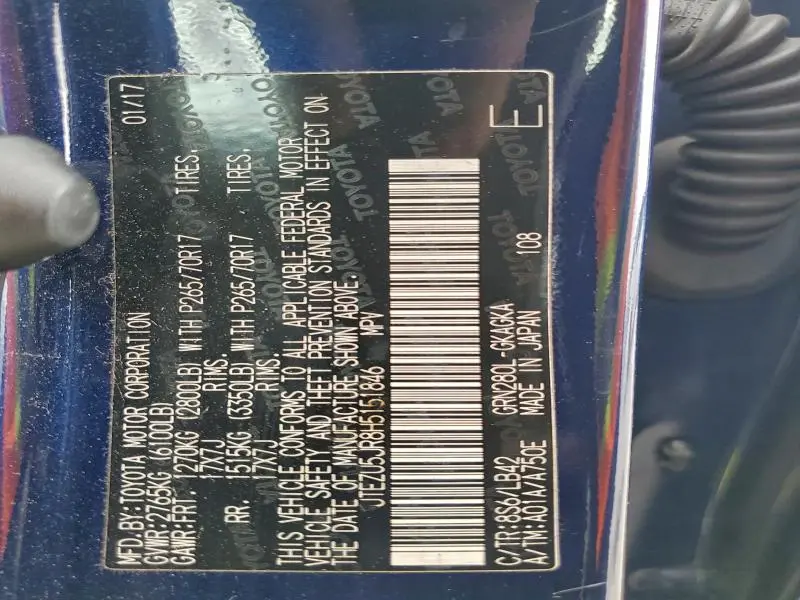 MFD.BY:TOYOTA MOTOR CORPORATION 01/17
GVWR:2765KG (6100LB)
GAWR:FRT. 1270KG (2800LB) WITH P265/70R17 TIRES,
17X7J RIMS.
RR. 1515KG (3350LB) WITH P265/70R17 TIRES,
17X7J RIMS.
THIS VEHICLE CONFORMS TO ALL APPLICABLE FEDERAL MOTOR
VEHICLE SAFETY AND THEFT PREVENTION STANDARDS IN EFFECT ON
THE DATE OF MANUFACTURE SHOWN ABOVE.
JTEZU5JR8H5151846 MPV
C/TR:8S6/LB42 GRN280L-GKAGKA 108
A/TM:A01A/A750E MADE IN JAPAN E